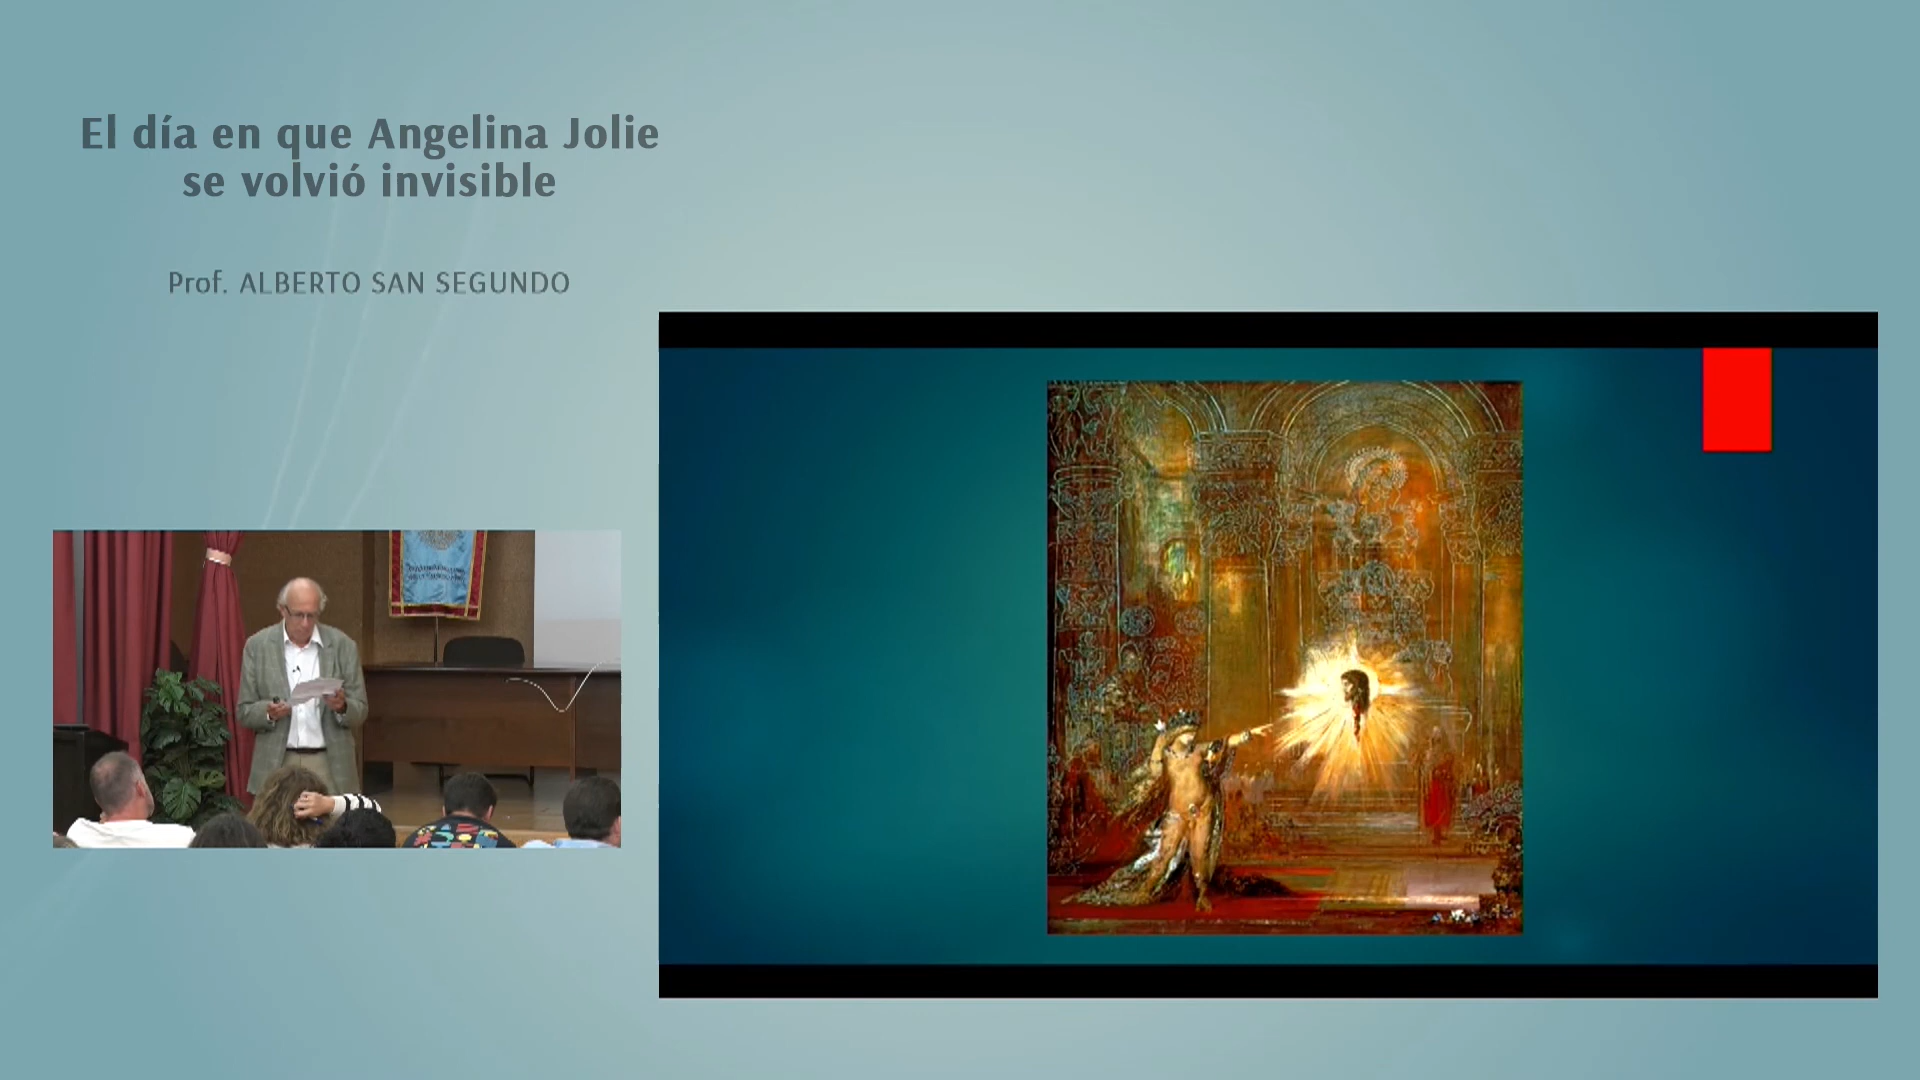 El día en que Angelina Jolie
se volvió invisible
Prof. ALBERTO SAN SEGUNDO